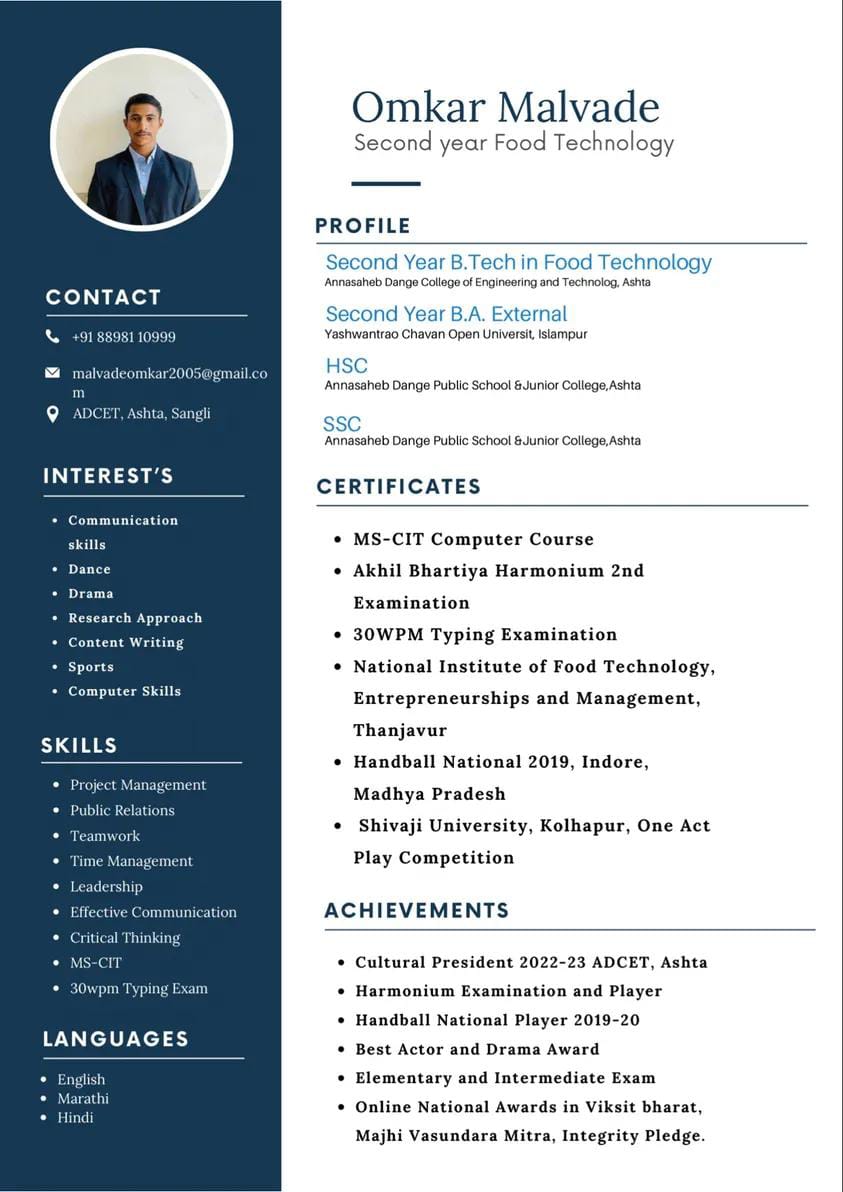 Omkar Malvade
Second year Food Technology
CONTACT
+91 88981 10999
malvadeomkar2005@gmail.co
m
ADCET, Ashta, Sangli
INTEREST’S
• Communication
skills
• Dance
• Drama
• Research Approach
• Content Writing
• Sports
• Computer Skills
SKILLS
• Project Management
• Public Relations
• Teamwork
• Time Management
• Leadership
• Effective Communication
• Critical Thinking
• MS-CIT
• 30wpm Typing Exam
LANGUAGES
• English
• Marathi
• Hindi
PROFILE
Second Year B.Tech in Food Technology
Annasaheb Dange College of Engineering and Technolog, Ashta
Second Year B.A. External
Yashwantrao Chavan Open Universit, Islampur
HSC
Annasaheb Dange Public School &Junior College,Ashta
SSC
Annasaheb Dange Public School &Junior College,Ashta
CERTIFICATES
• MS-CIT Computer Course
• Akhil Bhartiya Harmonium 2nd
Examination
• 30WPM Typing Examination
• National Institute of Food Technology,
Entrepreneurships and Management,
Thanjavur
• Handball National 2019, Indore,
Madhya Pradesh
• Shivaji University, Kolhapur, One Act
Play Competition
ACHIEVEMENTS
• Cultural President 2022-23 ADCET, Ashta
• Harmonium Examination and Player
• Handball National Player 2019-20
• Best Actor and Drama Award
• Elementary and Intermediate Exam
• Online National Awards in Viksit bharat,
Majhi Vasundara Mitra, Integrity Pledge.